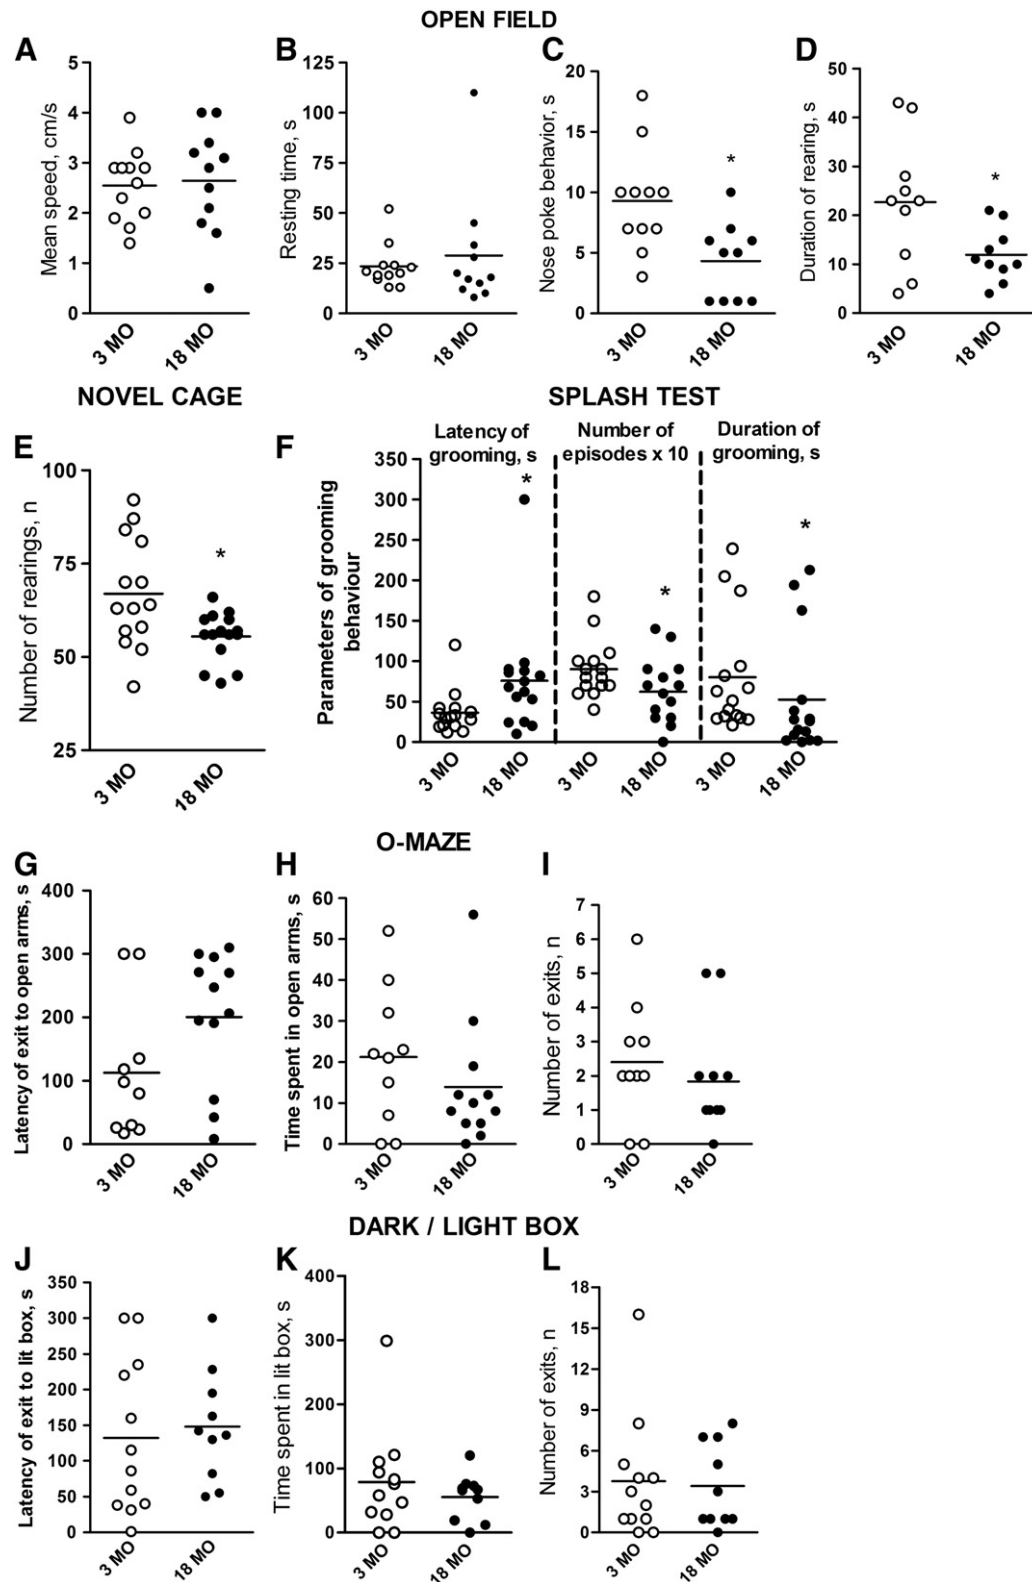 OPEN FIELD
A
B
C
D
Mean speed, cm/s
5
4
3
2
1
0
3 MO
18 MO
Resting time, s
125
100
75
50
25
0
3 MO
18 MO
Nose poke behavior, s
20
15
10
5
0
*
3 MO
18 MO
Duration of rearing, s
50
40
30
20
10
0
*
3 MO
18 MO
NOVEL CAGE
SPLASH TEST
E
Number of rearings, n
100
75
50
25
*
3 MO
18 MO
F
Parameters of grooming
behaviour
Latency of
grooming, s
Number of
episodes x 10
Duration of
grooming, s
350
300
250
200
150
100
50
0
*
*
*
3 MO
18 MO
3 MO
18 MO
3 MO
18 MO
O-MAZE
G
H
I
Latency of exit to open arms, s
400
300
200
100
0
3 MO
18 MO
Time spent in open arms, s
60
50
40
30
20
10
0
3 MO
18 MO
Number of exits, n
7
6
5
4
3
2
1
0
3 MO
18 MO
DARK / LIGHT BOX
J
K
L
Latency of exit to lit box, s
350
300
250
200
150
100
50
0
3 MO
18 MO
Time spent in lit box, s
400
300
200
100
0
3 MO
18 MO
Number of exits, n
18
15
12
9
6
3
0
3 MO
18 MO